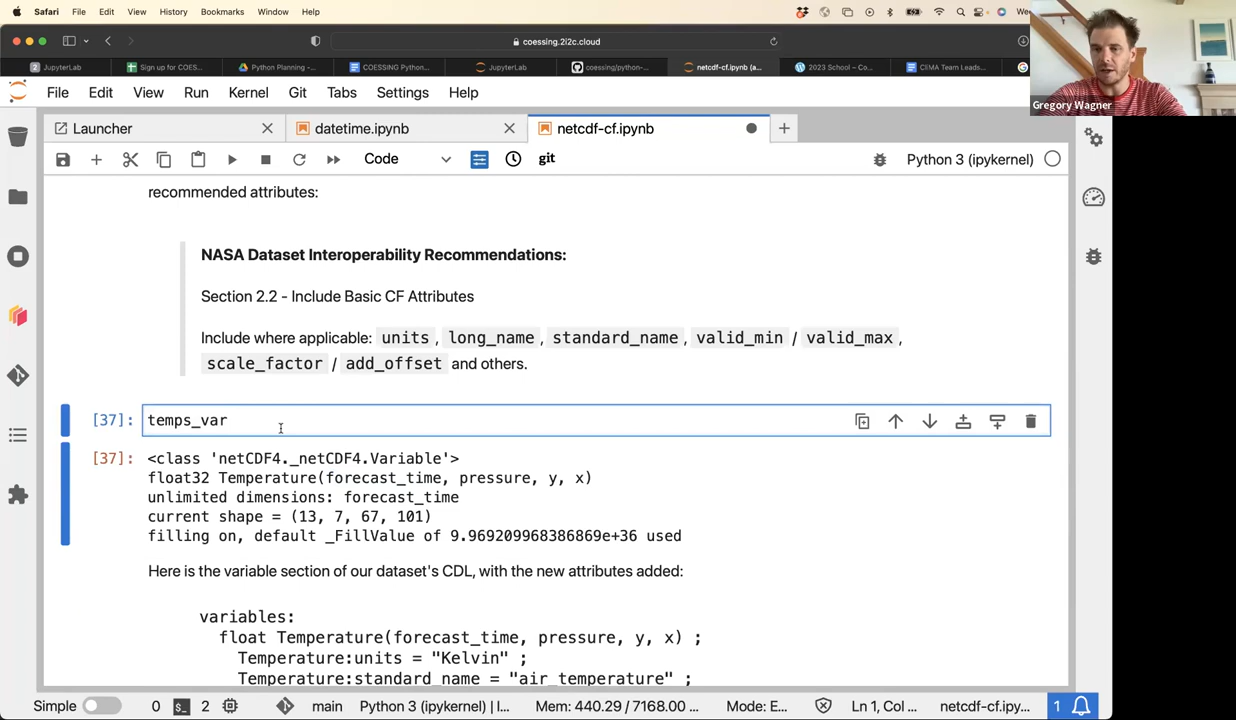 Safari File Edit View History Bookmarks Window Help
coessing.2i2c.cloud
JupyterLab Sign up for COES... Python Planning -... COESSING Python... JupyterLab coessing/python-... netcdf-cf.ipynb (a... 2023 School – Co... CliMA Team Leads...
Gregory Wagner
File Edit View Run Kernel Git Tabs Settings Help
Launcher datetime.ipynb netcdf-cf.ipynb
Code git Python 3 (ipykernel)
recommended attributes:
NASA Dataset Interoperability Recommendations:
Section 2.2 - Include Basic CF Attributes
Include where applicable: units, long_name, standard_name, valid_min / valid_max,
scale_factor / add_offset and others.
[37]: temps_var
[37]: <class 'netCDF4._netCDF4.Variable'>
float32 Temperature(forecast_time, pressure, y, x)
unlimited dimensions: forecast_time
current shape = (13, 7, 67, 101)
filling on, default _FillValue of 9.969209968386869e+36 used
Here is the variable section of our dataset's CDL, with the new attributes added:
variables:
float Temperature(forecast_time, pressure, y, x) ;
Temperature:units = "Kelvin" ;
Temperature:standard_name = "air_temperature" ;
Simple 0 2 main Python 3 (ipykernel) | I... Mem: 440.29 / 7168.00 ... Mode: E... Ln 1, Col ... netcdf-cf.ipy... 1